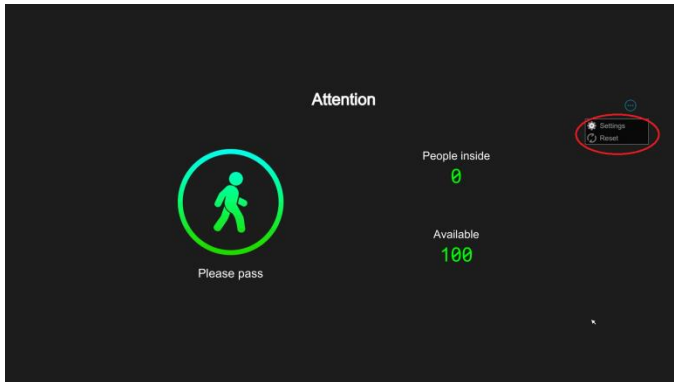 Attention
Settings
Reset
People inside
0
Available
100
Please pass